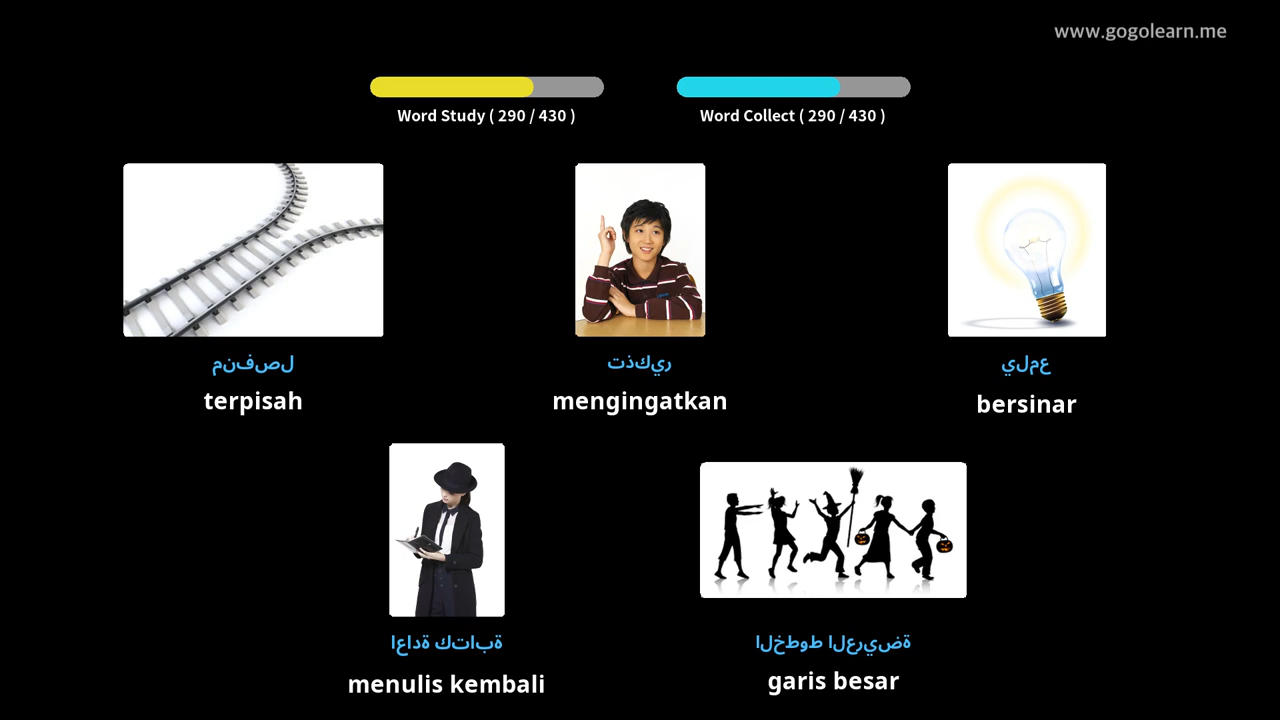 www.gogolearn.me
Word Study ( 290 / 430 )
Word Collect ( 290 / 430 )
منفصل
terpisah
تذكير
mengingatkan
يلمع
bersinar
اعادة كتابة
menulis kembali
الخطوط العريضة
garis besar